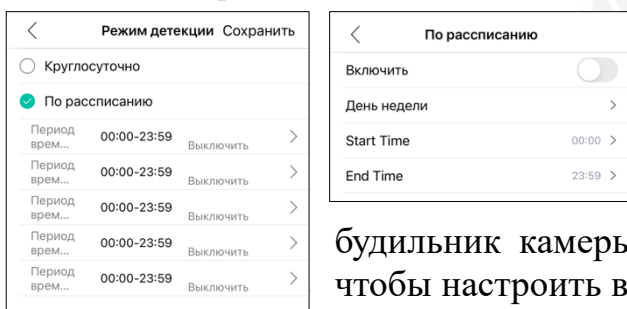 Режим детекции Сохранить
Круглосуточно
По рассписанию
Период врем... 00:00-23:59 Выключить
Период врем... 00:00-23:59 Выключить
Период врем... 00:00-23:59 Выключить
Период врем... 00:00-23:59 Выключить
Период врем... 00:00-23:59 Выключить
По рассписанию
Включить
День недели
Start Time 00:00
End Time 23:59
будильник камеры
чтобы настроить в